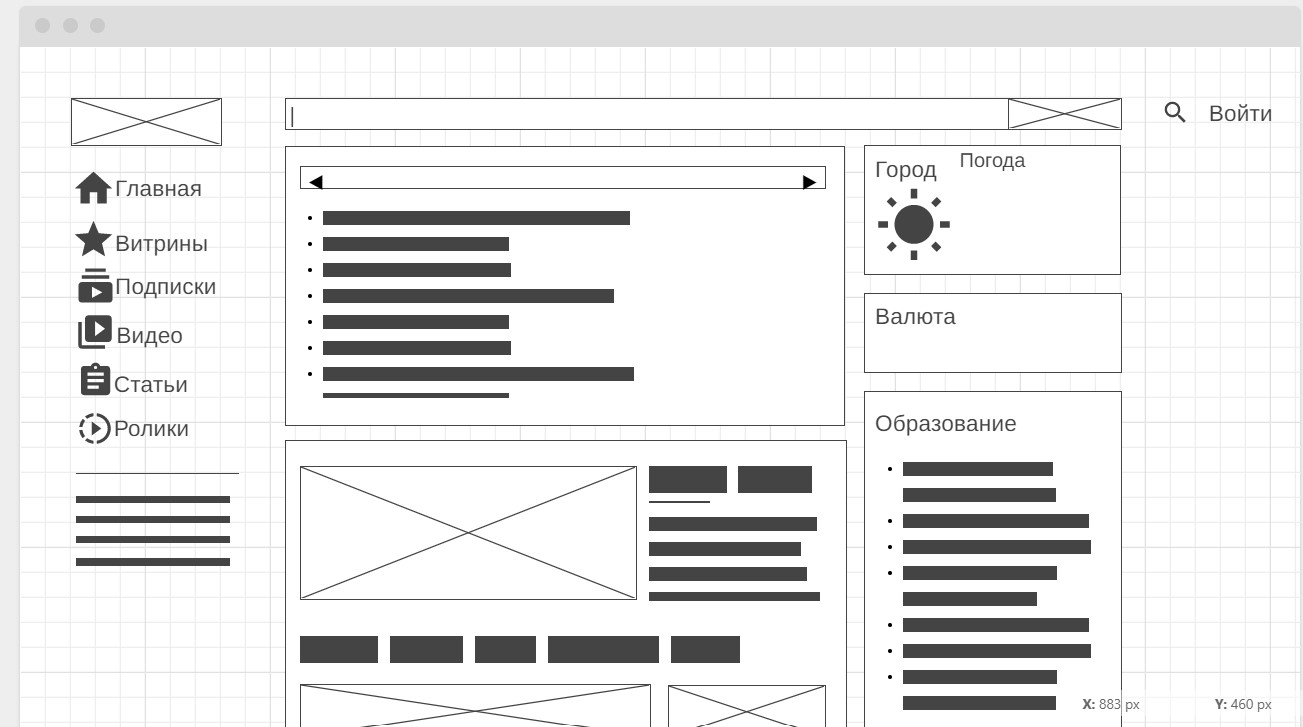 Войти
Главная
Витрины
Подписки
Видео
Статьи
Ролики
Город
Погода
Валюта
Образование
X: 883 px
Y: 460 px